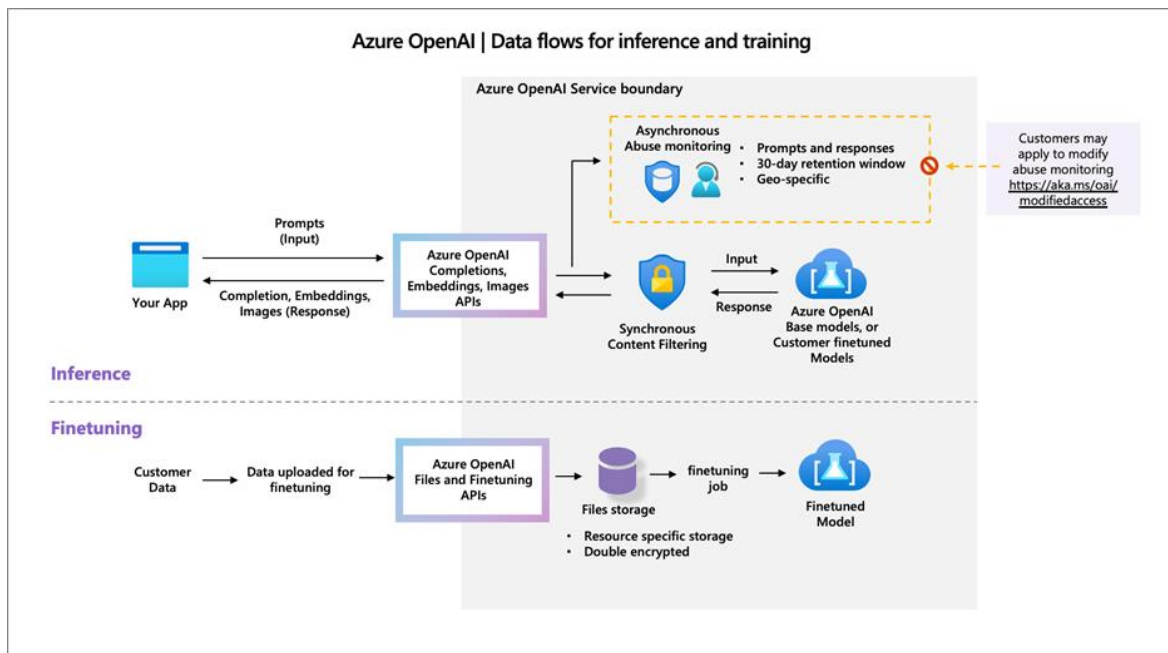 Azure OpenAI | Data flows for inference and training
Azure OpenAI Service boundary
Asynchronous
Abuse monitoring
• Prompts and responses
• 30-day retention window
• Geo-specific
Customers may
apply to modify
abuse monitoring
https://aka.ms/oai/
modifiedaccess
Prompts
(Input)
Your App
Completion, Embeddings,
Images (Response)
Azure OpenAI
Completions,
Embeddings, Images
APIs
Synchronous
Content Filtering
Input
Response
Azure OpenAI
Base models, or
Customer finetuned
Models
Inference
Finetuning
Customer
Data
Data uploaded for
finetuning
Azure OpenAI
Files and Finetuning
APIs
Files storage
• Resource specific storage
• Double encrypted
finetuning
job
Finetuned
Model